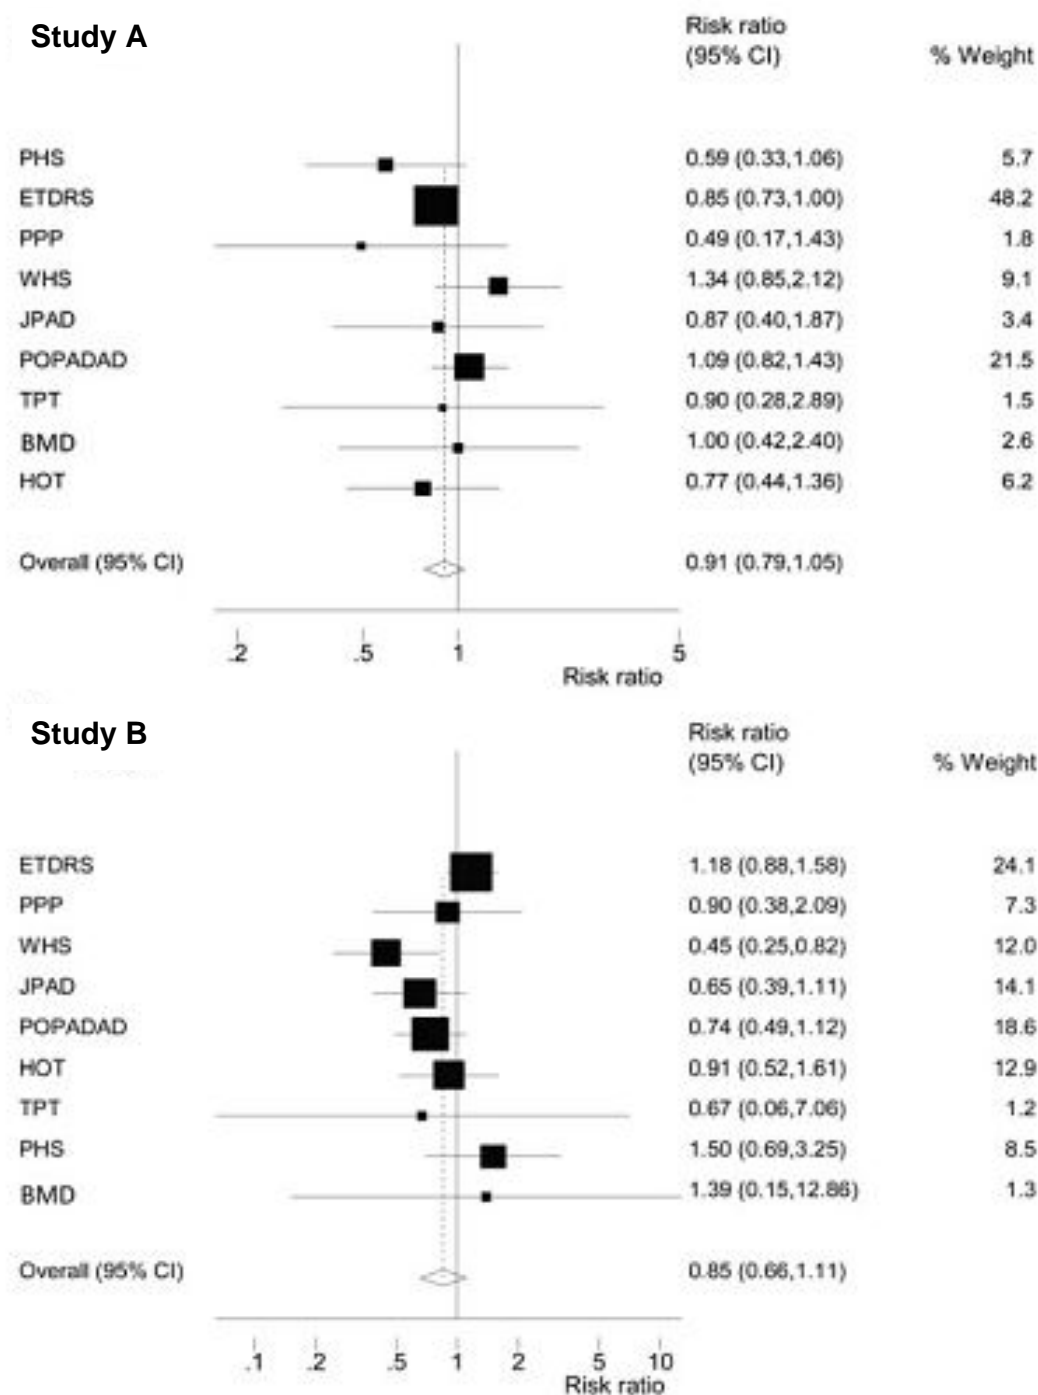 Study A
Risk ratio
(95% CI) % Weight
PHS 0.59 (0.33,1.06) 5.7
ETDRS 0.85 (0.73,1.00) 48.2
PPP 0.49 (0.17,1.43) 1.8
WHS 1.34 (0.85,2.12) 9.1
JPAD 0.87 (0.40,1.87) 3.4
POPADAD 1.09 (0.82,1.43) 21.5
TPT 0.90 (0.28,2.89) 1.5
BMD 1.00 (0.42,2.40) 2.6
HOT 0.77 (0.44,1.36) 6.2
Overall (95% CI) 0.91 (0.79,1.05)
.2 .5 1 5
Risk ratio
Study B
Risk ratio
(95% CI) % Weight
ETDRS 1.18 (0.88,1.58) 24.1
PPP 0.90 (0.38,2.09) 7.3
WHS 0.45 (0.25,0.82) 12.0
JPAD 0.65 (0.39,1.11) 14.1
POPADAD 0.74 (0.49,1.12) 18.6
HOT 0.91 (0.52,1.61) 12.9
TPT 0.67 (0.06,7.06) 1.2
PHS 1.50 (0.69,3.25) 8.5
BMD 1.39 (0.15,12.86) 1.3
Overall (95% CI) 0.85 (0.66,1.11)
.1 .2 .5 1 2 5 10
Risk ratio